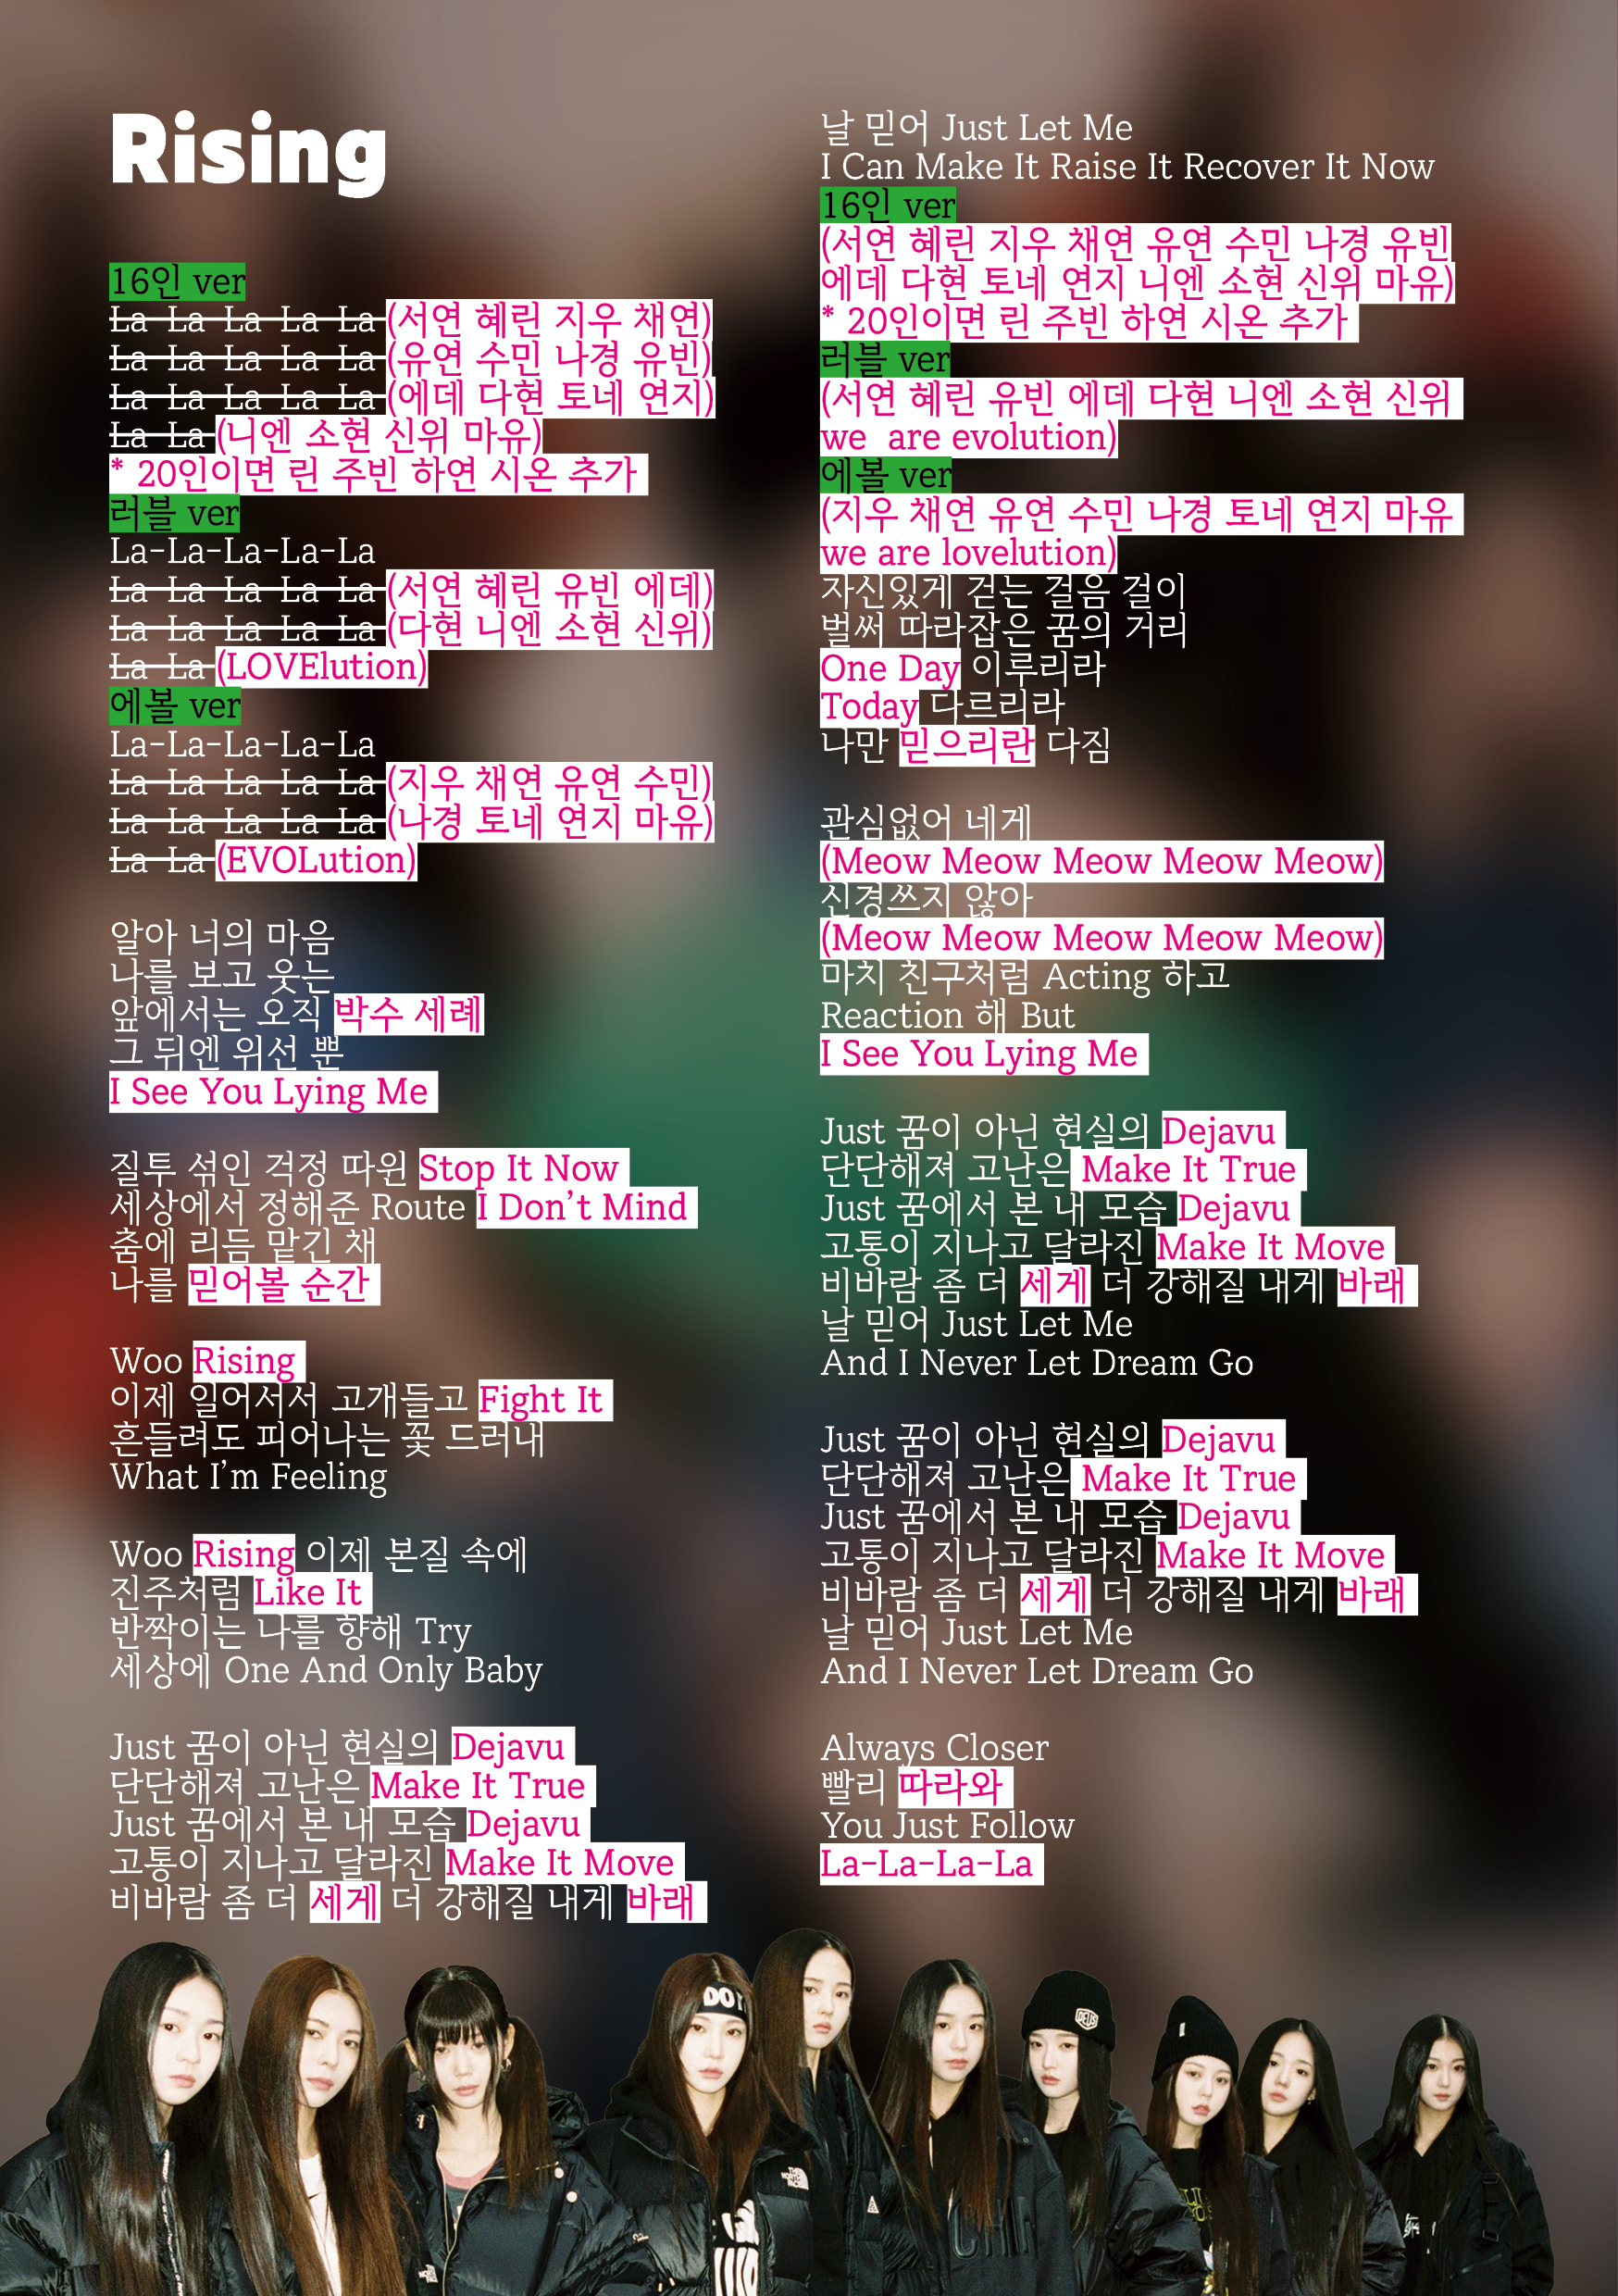 Rising
16인 ver
La-La-La-La-La-(서연 혜린 지우 채연)
La-La-La-La-La-(유연 수민 나경 유빈)
La-La-La-La-La-(에데 다현 토네 연지)
La-La-(니엔 소현 신위 마유)
* 20인이면 린 주빈 하연 시온 추가
러블 ver
La-La-La-La-La
La-La-La-La-La-(서연 혜린 유빈 에데)
La-La-La-La-La-(다현 니엔 소현 신위)
La-La-(LOVElution)
에볼 ver
La-La-La-La-La
La-La-La-La-La-(지우 채연 유연 수민)
La-La-La-La-La-(나경 토네 연지 마유)
La-La-(EVOLution)
알아 너의 마음
나를 보고 웃는
앞에서는 오직 박수 세례
그 뒤엔 위선 뿐
I See You Lying Me
질투 섞인 걱정 따윈 Stop It Now
세상에서 정해준 Route I Don't Mind
춤에 리듬 맡긴 채
나를 믿어볼 순간
Woo Rising
이제 일어서서 고개들고 Fight It
흔들려도 피어나는 꽃 드러내
What I'm Feeling
Woo Rising 이제 본질 속에
진주처럼 Like It
반짝이는 나를 향해 Try
세상에 One And Only Baby
Just 꿈이 아닌 현실의 Dejavu
단단해져 고난은 Make It True
Just 꿈에서 본 내 모습 Dejavu
고통이 지나고 달라진 Make It Move
비바람 좀 더 세게 더 강해질 내게 바래
날 믿어 Just Let Me
I Can Make It Raise It Recover It Now
16인 ver
(서연 혜린 지우 채연 유연 수민 나경 유빈
에데 다현 토네 연지 니엔 소현 신위 마유)
* 20인이면 린 주빈 하연 시온 추가
러블 ver
(서연 혜린 유빈 에데 다현 니엔 소현 신위
we are evolution)
에볼 ver
(지우 채연 유연 수민 나경 토네 연지 마유
we are lovelution)
자신있게 걷는 걸음 걸이
벌써 따라잡은 꿈의 거리
One Day 이루리라
Today 다르리라
나만 믿으리란 다짐
관심없어 네게
(Meow Meow Meow Meow Meow)
신경쓰지 않아
(Meow Meow Meow Meow Meow)
마치 친구처럼 Acting 하고
Reaction 해 But
I See You Lying Me
Just 꿈이 아닌 현실의 Dejavu
단단해져 고난은 Make It True
Just 꿈에서 본 내 모습 Dejavu
고통이 지나고 달라진 Make It Move
비바람 좀 더 세게 더 강해질 내게 바래
날 믿어 Just Let Me
And I Never Let Dream Go
Just 꿈이 아닌 현실의 Dejavu
단단해져 고난은 Make It True
Just 꿈에서 본 내 모습 Dejavu
고통이 지나고 달라진 Make It Move
비바람 좀 더 세게 더 강해질 내게 바래
날 믿어 Just Let Me
And I Never Let Dream Go
Always Closer
빨리 따라와
You Just Follow
La-La-La-La
DEUS